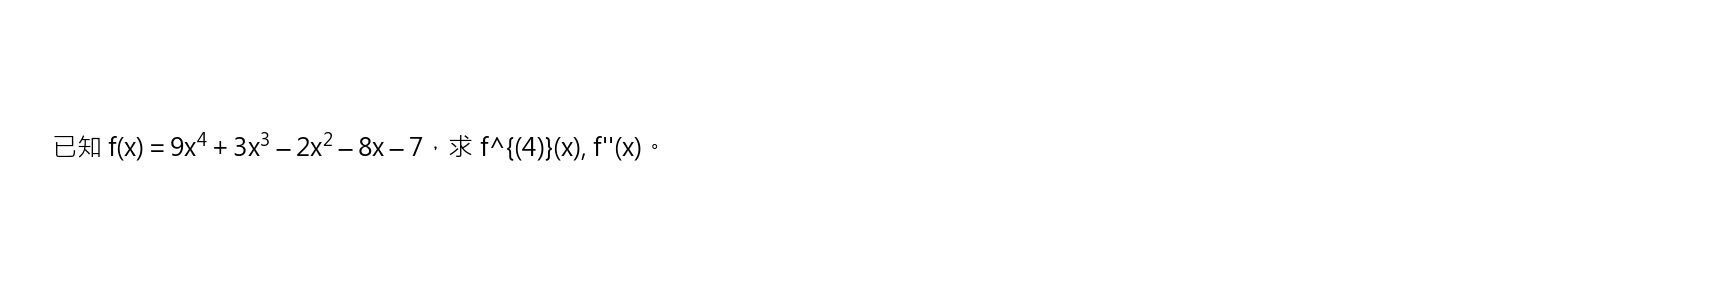 已知 f(x) = 9x⁴ + 3x³ – 2x² – 8x – 7，求 f^{(4)}(x), f''(x)。